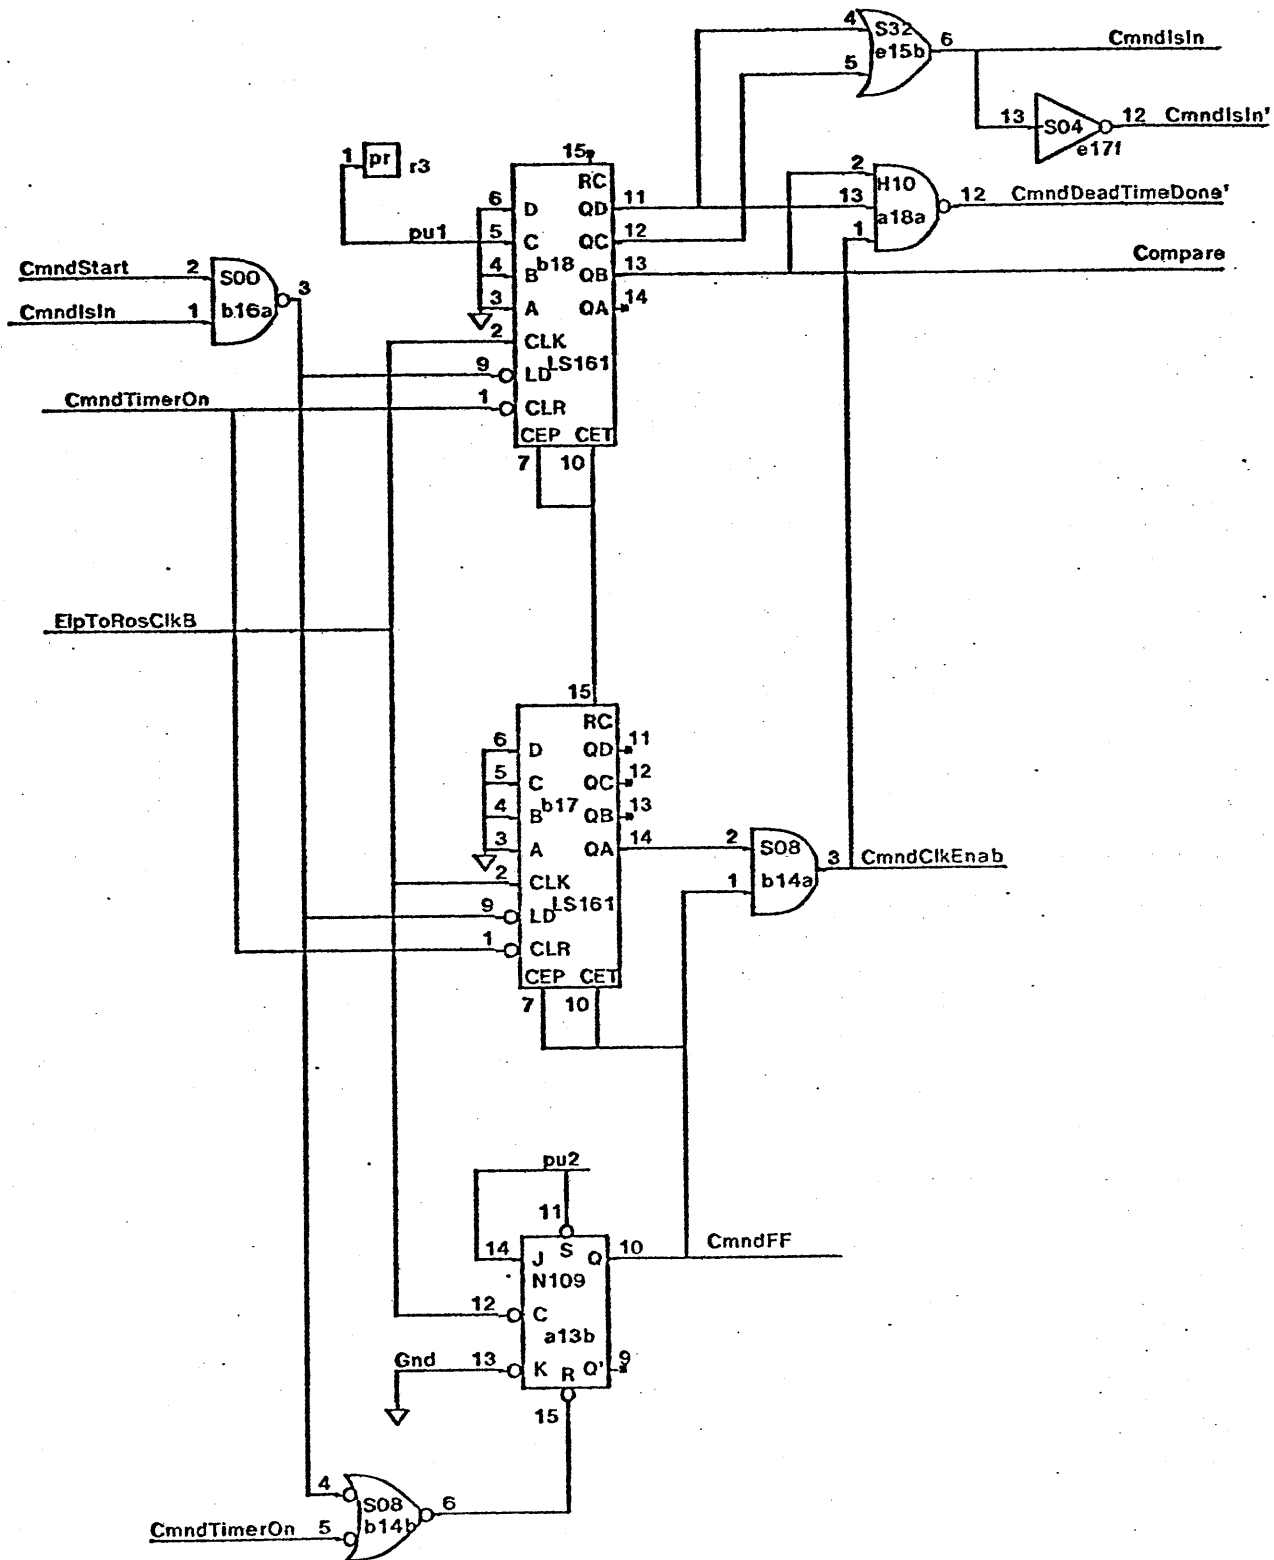 4 S32 6 CmndIsIn
5 e15b
13 S04 12 CmndIsIn'
e17f
1 pr r3
15
RC
2 H10
6 D QD 11 13 a18a 12 CmndDeadTimeDone'
pu1 5 C QC 12 1
4 B b18 QB 13 Compare
3 A QA 14
CmndStart 2 S00 3
CmndIsIn 1 b16a
2 CLK
9 LD LS161
CmndTimerOn 1 CLR
CEP CET
7 10
ElpToRosClkB
15
RC
6 D QD 11
5 C QC 12
4 B b17 QB 13
3 A QA 14 2 S08 3 CmndClkEnab
2 CLK 1 b14a
9 LD LS161
1 CLR
CEP CET
7 10
pu2
11
14 J S Q 10 CmndFF
N109
12 C
a13b
Gnd 13 K R Q' 9
15
4 S08 6
CmndTimerOn 5 b14b